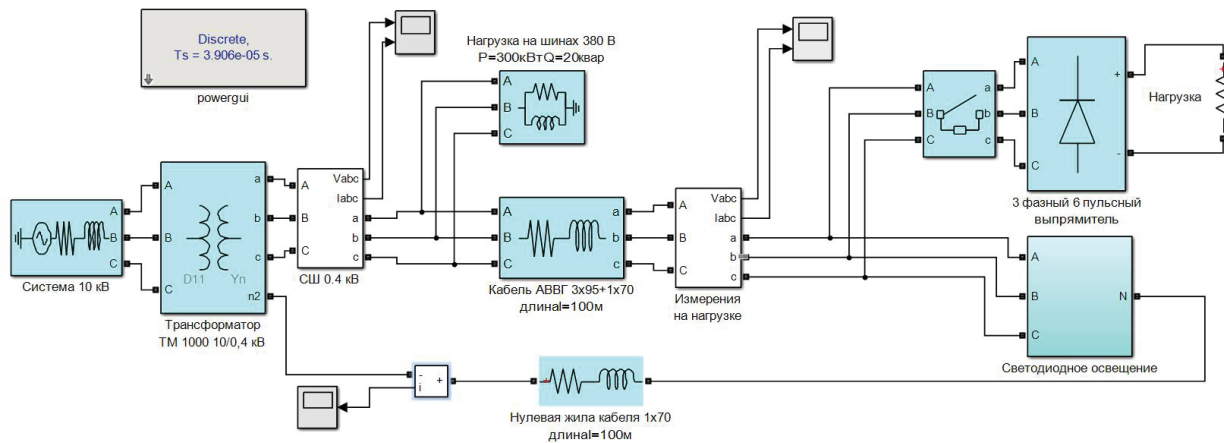 Discrete,
Ts = 3.906e-05 s.
powergui
Нагрузка на шинах 380 В
P=300кВтQ=20квар
A
B
C
Vabc
Iabc
A
B
C
a
b
c
A
B
C
Система 10 кВ
A
B
C
a
b
c
n2
D11
Yn
Трансформатор
ТМ 1000 10/0,4 кВ
СШ 0.4 кВ
A
B
C
a
b
c
Кабель АВВГ 3х95+1х70
длинаl=100м
A
B
C
Vabc
Iabc
a
b
c
Измерения
на нагрузке
A
B
C
a
b
c
A
B
C
+
-
Нагрузка
3 фазный 6 пульсный
выпрямитель
A
B
C
N
Светодиодное освещение
-
i
+
Нулевая жила кабеля 1х70
длинаl=100м